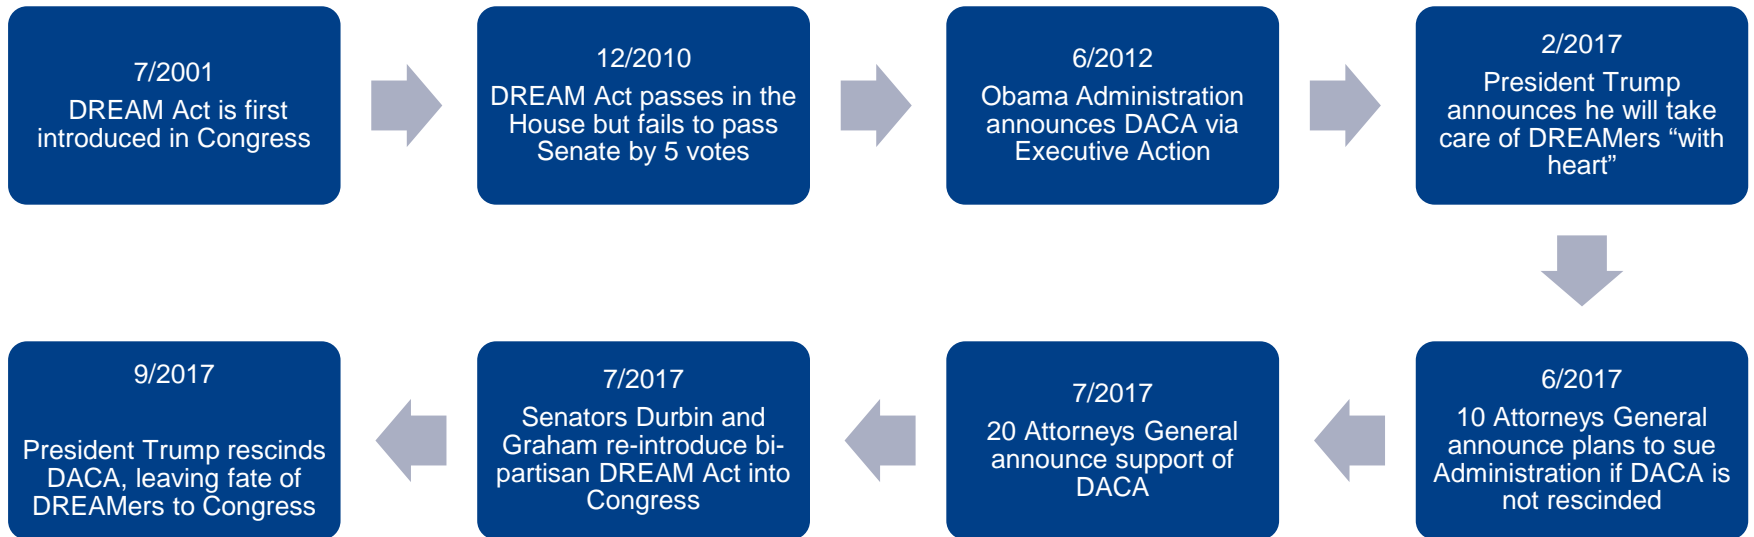 7/2001
DREAM Act is first
introduced in Congress
12/2010
DREAM Act passes in the
House but fails to pass
Senate by 5 votes
6/2012
Obama Administration
announces DACA via
Executive Action
2/2017
President Trump
announces he will take
care of DREAMers “with
heart”
6/2017
10 Attorneys General
announce plans to sue
Administration if DACA is
not rescinded
7/2017
20 Attorneys General
announce support of
DACA
7/2017
Senators Durbin and
Graham re-introduce bi-
partisan DREAM Act into
Congress
9/2017
President Trump rescinds
DACA, leaving fate of
DREAMers to Congress